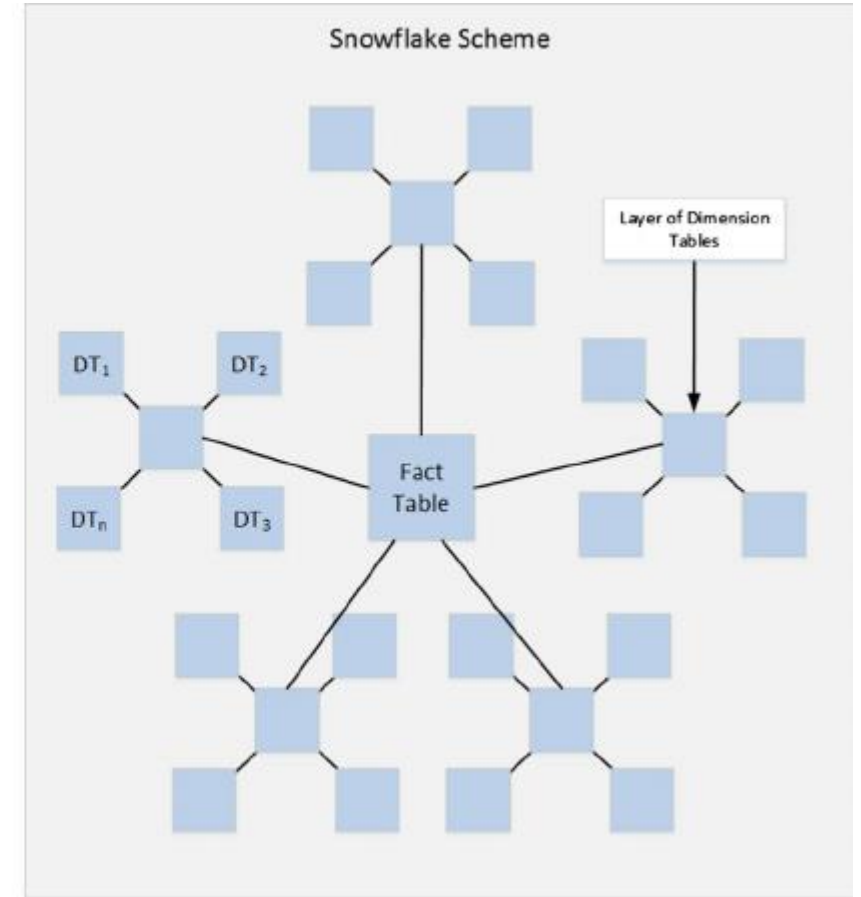 Snowflake Scheme
Layer of Dimension
Tables
DT₁
DT₂
Fact
Table
DTₙ
DT₃